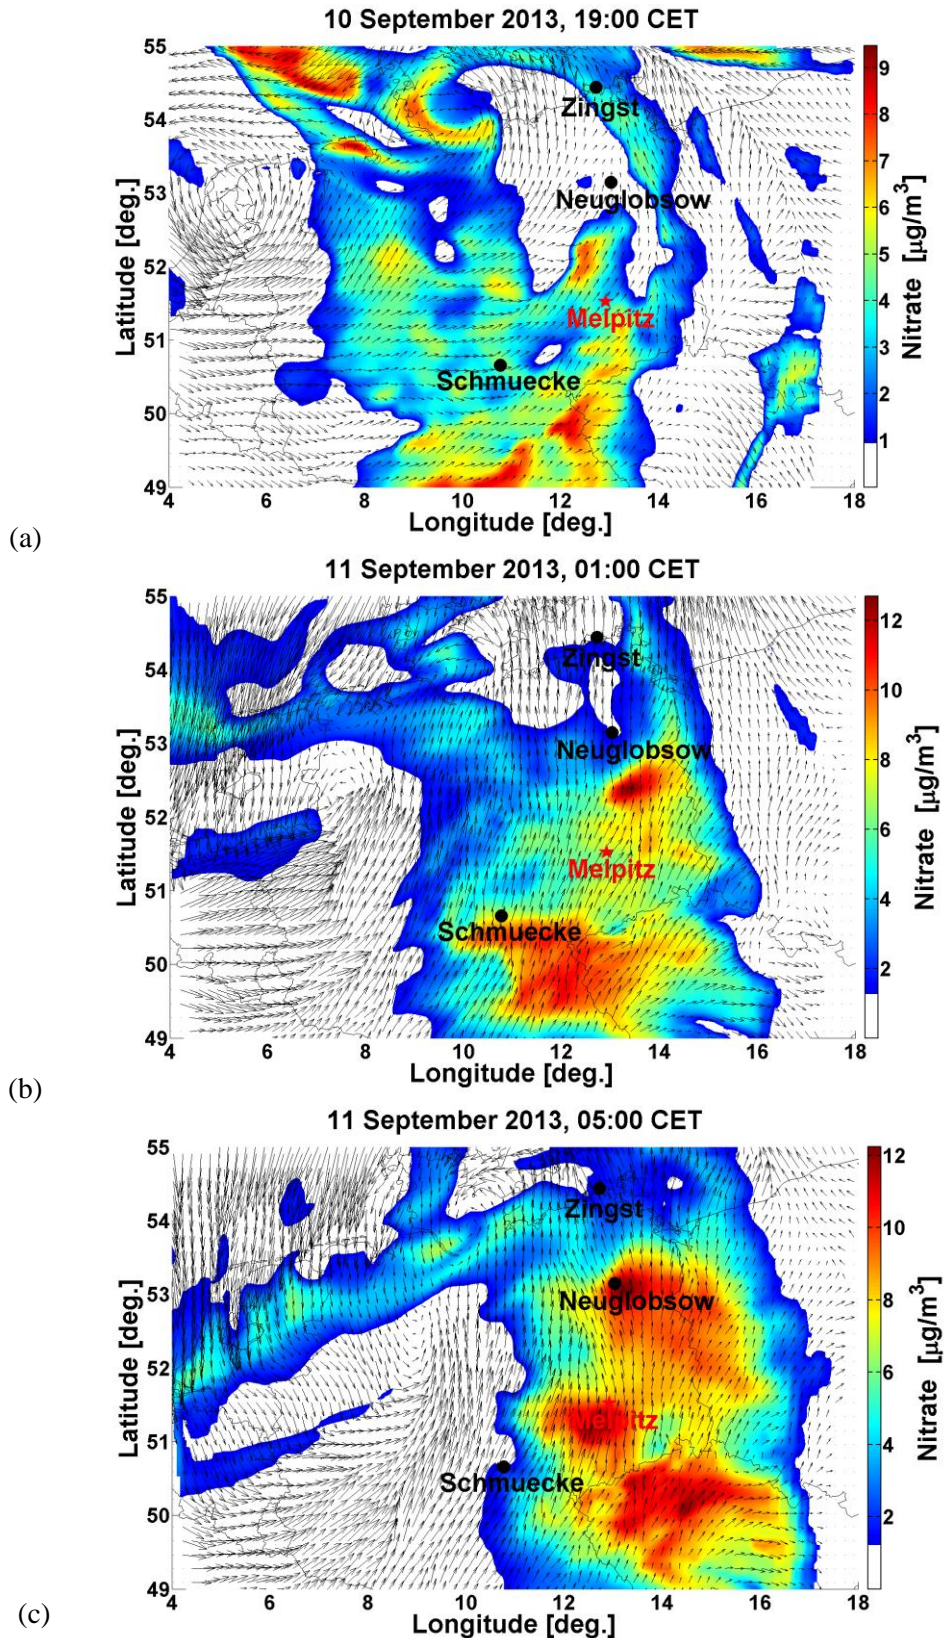 10 September 2013, 19:00 CET
55
54
53
52
51
50
49
Latitude [deg.]
Zingst
Neuglobsow
Melpitz
Schmuecke
4 6 8 10 12 14 16 18
Longitude [deg.]
9
8
7
6
5
4
3
2
1
Nitrate [µg/m³]
(a)
11 September 2013, 01:00 CET
55
54
53
52
51
50
49
Latitude [deg.]
Zingst
Neuglobsow
Melpitz
Schmuecke
4 6 8 10 12 14 16 18
Longitude [deg.]
12
10
8
6
4
2
Nitrate [µg/m³]
(b)
11 September 2013, 05:00 CET
55
54
53
52
51
50
49
Latitude [deg.]
Zingst
Neuglobsow
Melpitz
Schmuecke
4 6 8 10 12 14 16 18
Longitude [deg.]
12
10
8
6
4
2
Nitrate [µg/m³]
(c)